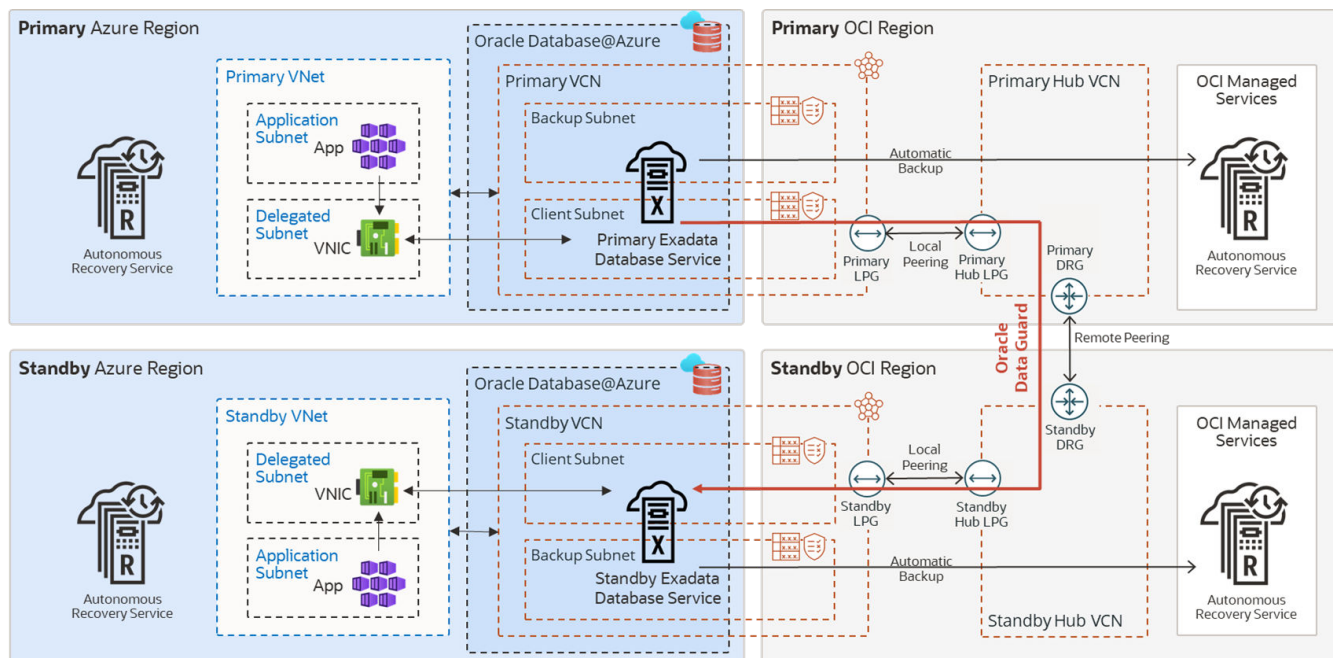 Primary Azure Region
Oracle Database@Azure
Primary OCI Region
Primary VNet
Primary VCN
Primary Hub VCN
OCI Managed
Services
Application
Subnet
App
Backup Subnet
Automatic
Backup
Autonomous
Recovery Service
Delegated
Subnet
VNIC
Client Subnet
Primary Exadata
Database Service
Primary
LPG
Local
Peering
Primary
Hub LPG
Primary
DRG
Autonomous
Recovery Service
R
X
R
Oracle
Data Guard
Remote Peering
Standby Azure Region
Oracle Database@Azure
Standby OCI Region
Standby VNet
Standby VCN
Standby
DRG
OCI Managed
Services
Delegated
Subnet
VNIC
Client Subnet
Local
Peering
Standby
LPG
Standby
Hub LPG
Autonomous
Recovery Service
Application
Subnet
App
Backup Subnet
Standby Exadata
Database Service
Automatic
Backup
Standby Hub VCN
Autonomous
Recovery Service
R
X
R